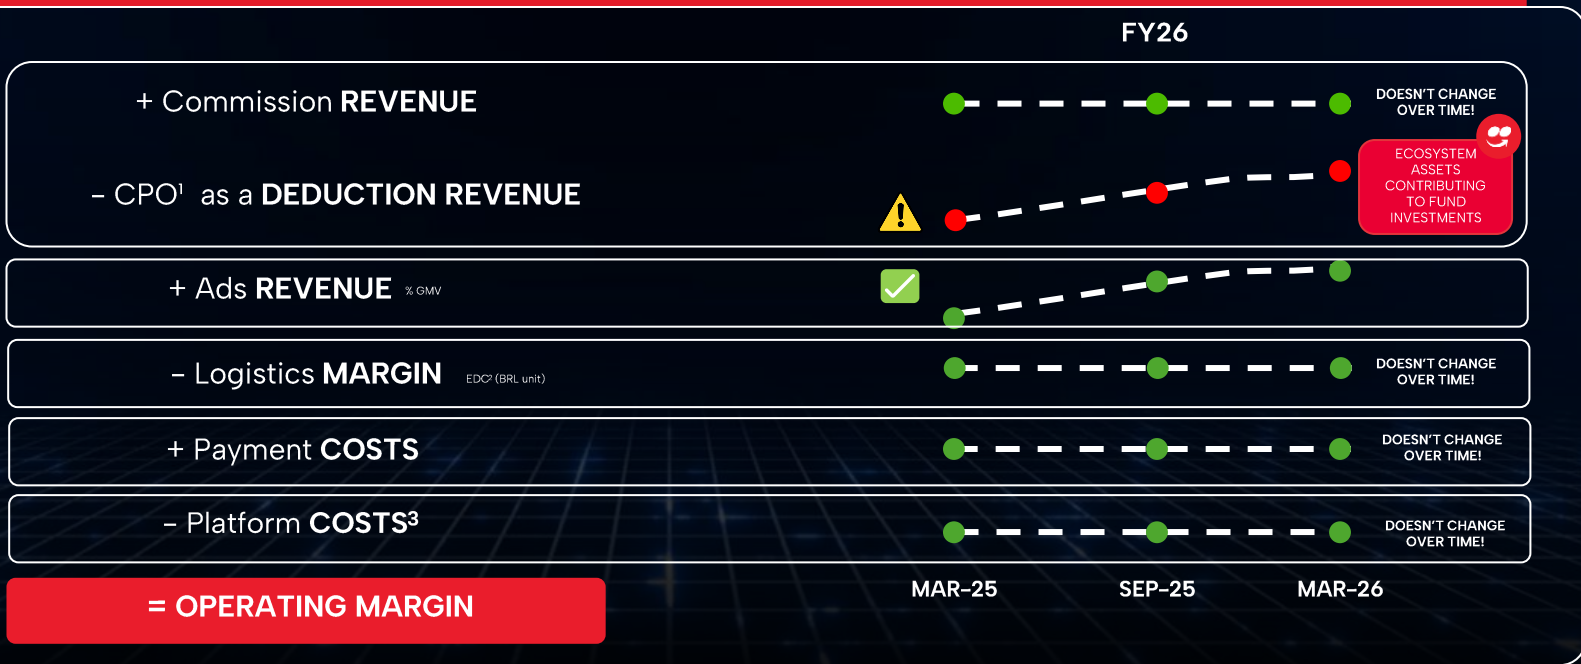 FY26
+ Commission REVENUE
DOESN'T CHANGE
OVER TIME!
– CPO¹ as a DEDUCTION REVENUE
ECOSYSTEM
ASSETS
CONTRIBUTING
TO FUND
INVESTMENTS
+ Ads REVENUE % GMV
– Logistics MARGIN EDC² (BRL unit)
DOESN'T CHANGE
OVER TIME!
+ Payment COSTS
DOESN'T CHANGE
OVER TIME!
– Platform COSTS³
DOESN'T CHANGE
OVER TIME!
MAR-25 SEP-25 MAR-26
= OPERATING MARGIN